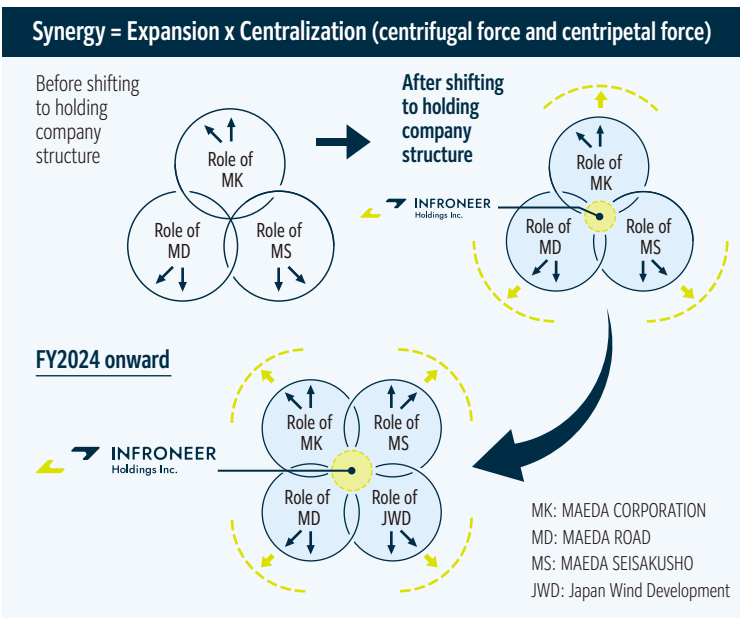 Synergy = Expansion x Centralization (centrifugal force and centripetal force)
Before shifting
to holding
company
structure
Role of
MK
Role of
MD
Role of
MS
After shifting
to holding
company
structure
INFRONEER
Holdings Inc.
Role of
MK
Role of
MD
Role of
MS
FY2024 onward
INFRONEER
Holdings Inc.
Role of
MK
Role of
MS
Role of
MD
Role of
JWD
MK: MAEDA CORPORATION
MD: MAEDA ROAD
MS: MAEDA SEISAKUSHO
JWD: Japan Wind Development